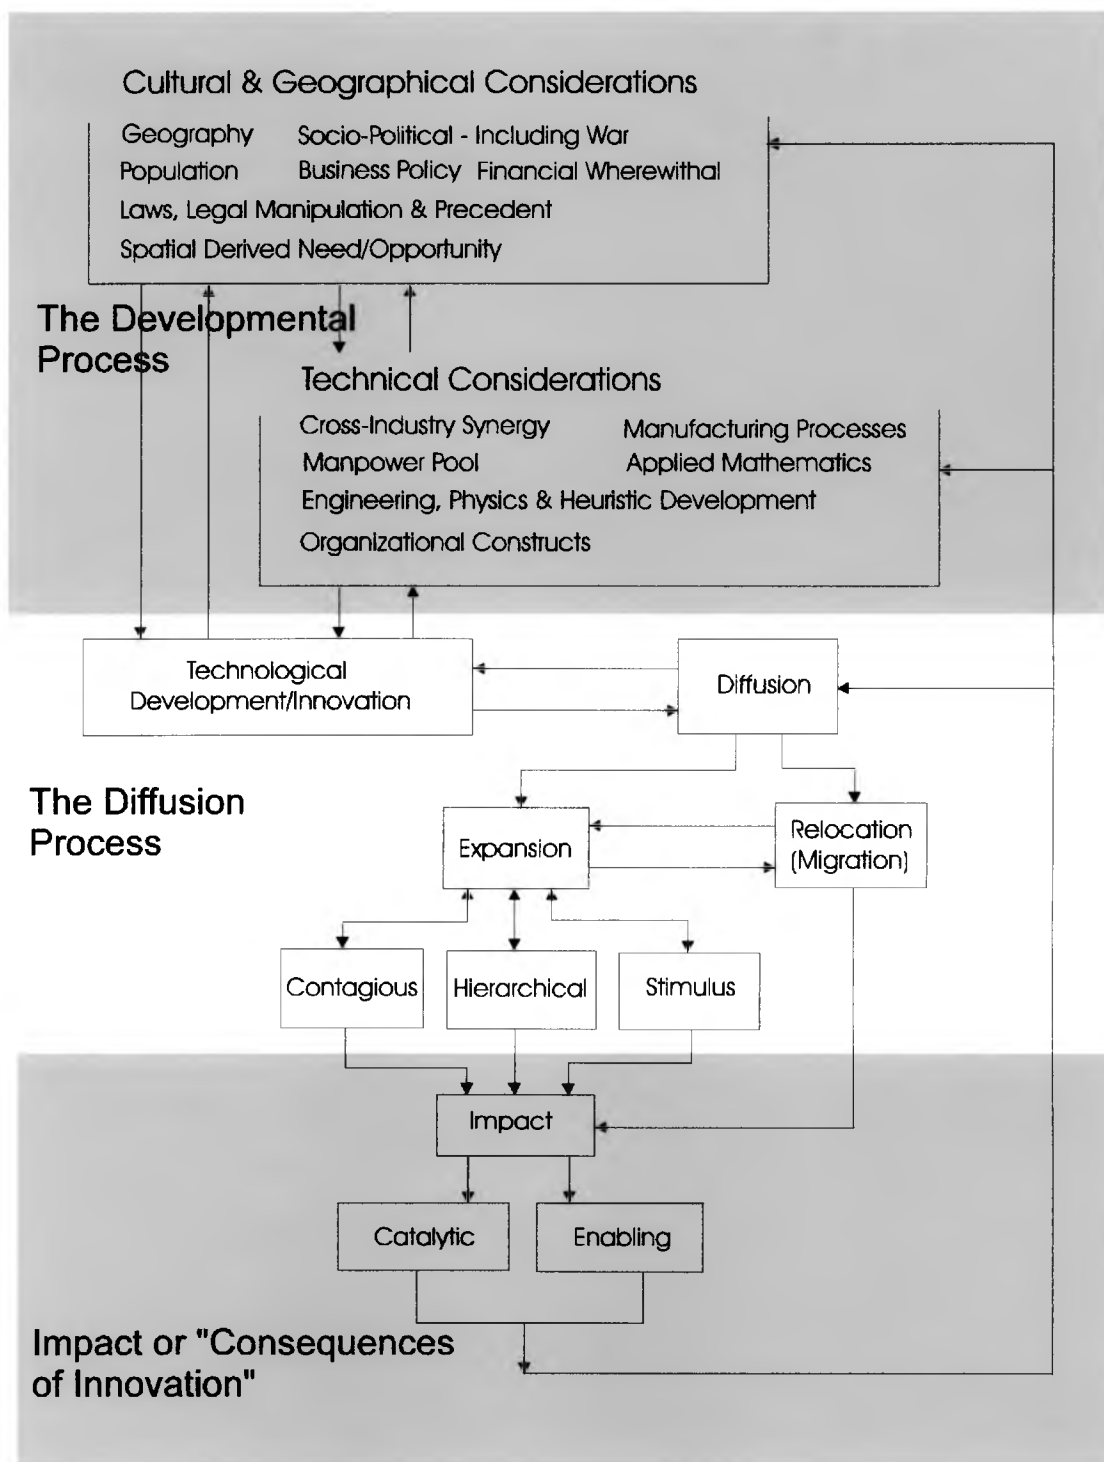 Cultural & Geographical Considerations
Geography Socio-Political - Including War
Population Business Policy Financial Wherewithal
Laws, Legal Manipulation & Precedent
Spatial Derived Need/Opportunity
The Developmental
Process
Technical Considerations
Cross-Industry Synergy Manufacturing Processes
Manpower Pool Applied Mathematics
Engineering, Physics & Heuristic Development
Organizational Constructs
Technological
Development/Innovation
Diffusion
The Diffusion
Process
Expansion
Relocation
(Migration)
Contagious Hierarchical Stimulus
Impact
Catalytic Enabling
Impact or "Consequences
of Innovation"